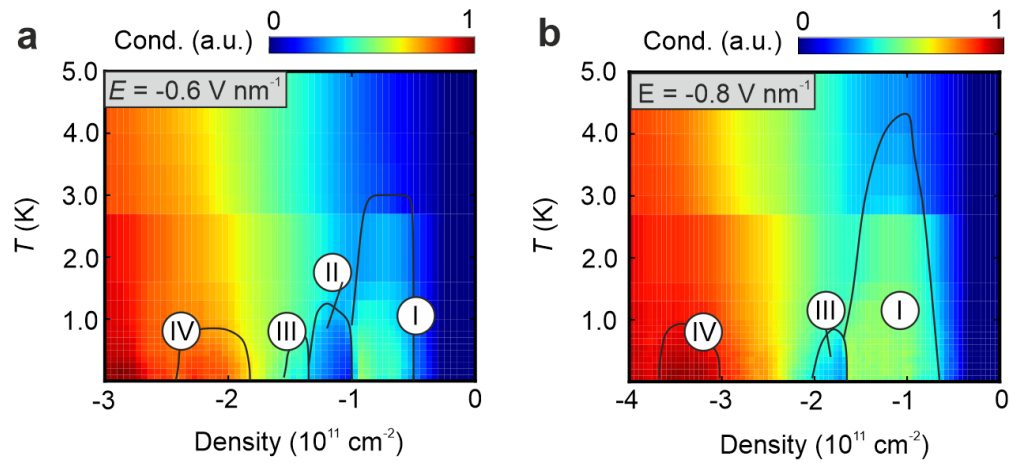 a
Cond. (a.u.)
0
1
E = -0.6 V nm⁻¹
5.0
4.0
3.0
2.0
1.0
T (K)
I
II
III
IV
-3
-2
-1
0
Density (10¹¹ cm⁻²)
b
Cond. (a.u.)
0
1
E = -0.8 V nm⁻¹
5.0
4.0
3.0
2.0
1.0
T (K)
III
I
IV
-4
-3
-2
-1
0
Density (10¹¹ cm⁻²)